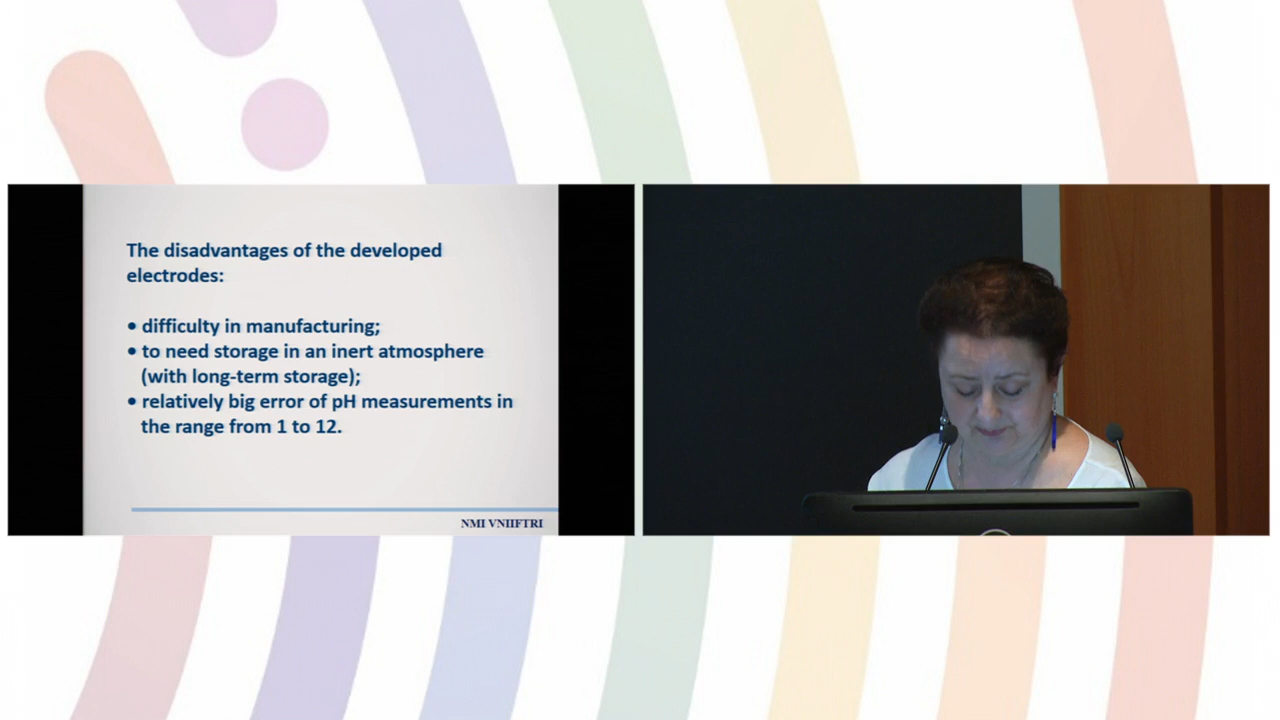 The disadvantages of the developed
electrodes:
• difficulty in manufacturing;
• to need storage in an inert atmosphere
(with long-term storage);
• relatively big error of pH measurements in
the range from 1 to 12.
NMI VNIIFTRI